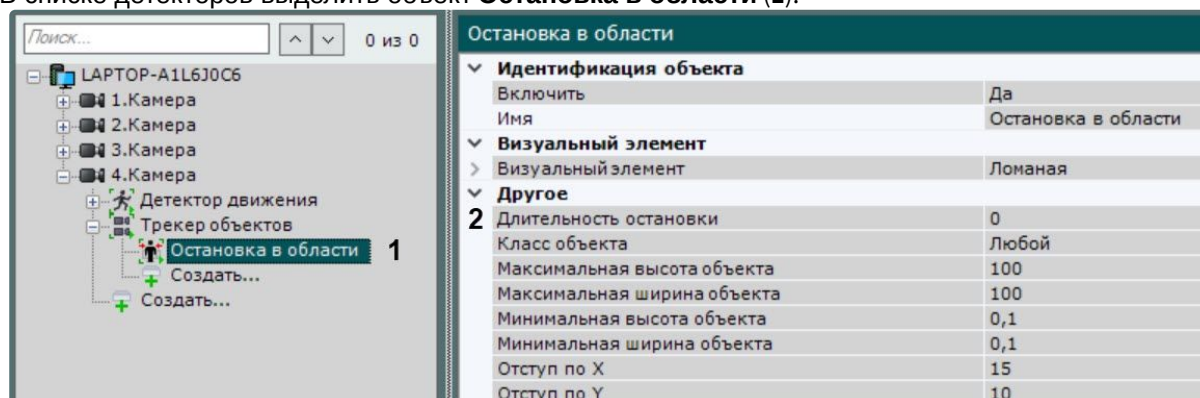 В списке детекторов выделить объект Остановка в области (1).
Поиск...
0 из 0
LAPTOP-A1L6J0C6
1.Камера
2.Камера
3.Камера
4.Камера
Детектор движения
Трекер объектов
Остановка в области 1
Создать...
Создать...
Остановка в области
Идентификация объекта
Включить Да
Имя Остановка в области
Визуальный элемент
Визуальный элемент Ломаная
Другое
2 Длительность остановки 0
Класс объекта Любой
Максимальная высота объекта 100
Максимальная ширина объекта 100
Минимальная высота объекта 0,1
Минимальная ширина объекта 0,1
Отступ по X 15
Отступ по Y 10